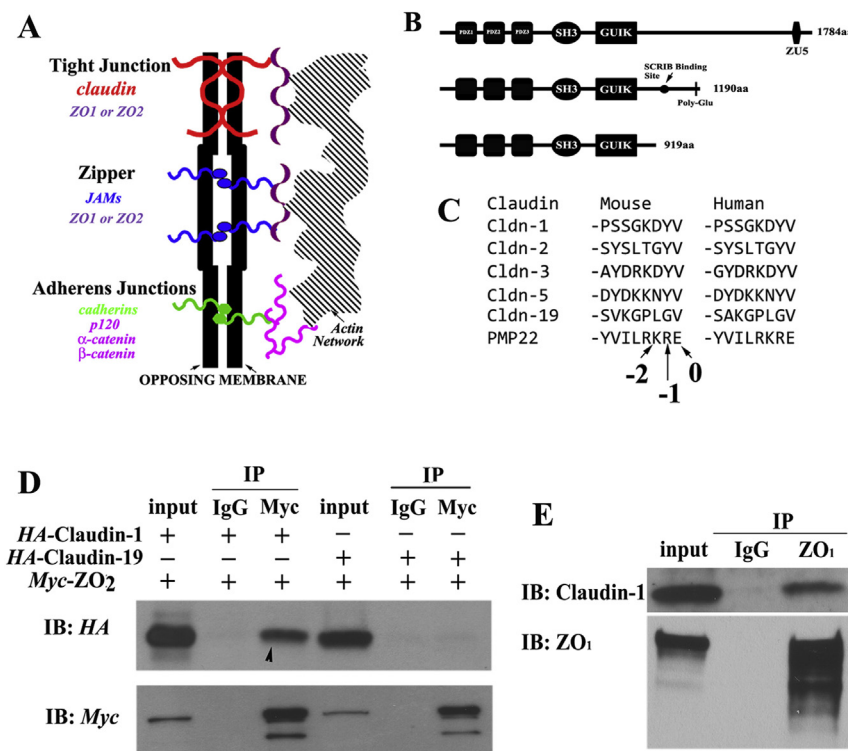 A
Tight Junction
claudin
ZO1 or ZO2
Zipper
JAMs
ZO1 or ZO2
Adherens Junctions
cadherins
p120
α-catenin
β-catenin
Actin
Network
OPPOSING MEMBRANE
B
PDZ1 PDZ2 PDZ3 SH3 GUIK 1784aa
ZU5
SCRIB Binding
Site
SH3 GUIK 1190aa
Poly-Glu
SH3 GUIK 919aa
C
Claudin Mouse Human
Cldn-1 -PSSGKDYV -PSSGKDYV
Cldn-2 -SYSLTGYV -SYSLTGYV
Cldn-3 -AYDRKDYV -GYDRKDYV
Cldn-5 -DYDKKNYV -DYDKKNYV
Cldn-19 -SVKGPLGV -SAKGPLGV
PMP22 -YVILRKRE -YVILRKRE
-2 -1 0
D
IP IP
input IgG Myc input IgG Myc
HA-Claudin-1 + + + − − −
HA-Claudin-19 − − − + + +
Myc-ZO2 + + + + + +
IB: HA
IB: Myc
E
IP
input IgG ZO1
IB: Claudin-1
IB: ZO1